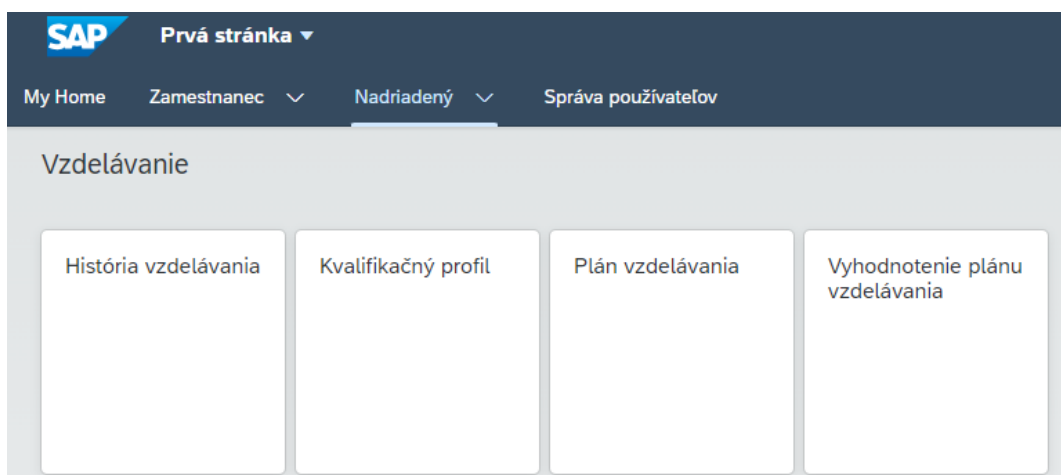 SAP Prvá stránka
My Home Zamestnanec Nadriadený Správa používateľov
Vzdelávanie
História vzdelávania
Kvalifikačný profil
Plán vzdelávania
Vyhodnotenie plánu
vzdelávania